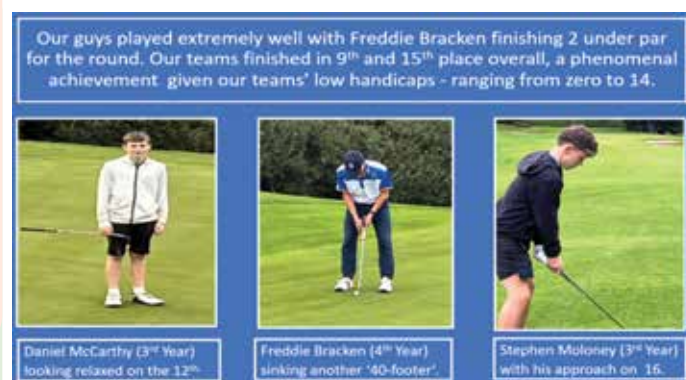 Our guys played extremely well with Freddie Bracken finishing 2 under par
for the round. Our teams finished in 9th and 15th place overall, a phenomenal
achievement given our teams' low handicaps - ranging from zero to 14.
Daniel McCarthy (3rd Year)
looking relaxed on the 12th.
Freddie Bracken (4th Year)
sinking another '40-footer'.
Stephen Moloney (3rd Year)
with his approach on 16.